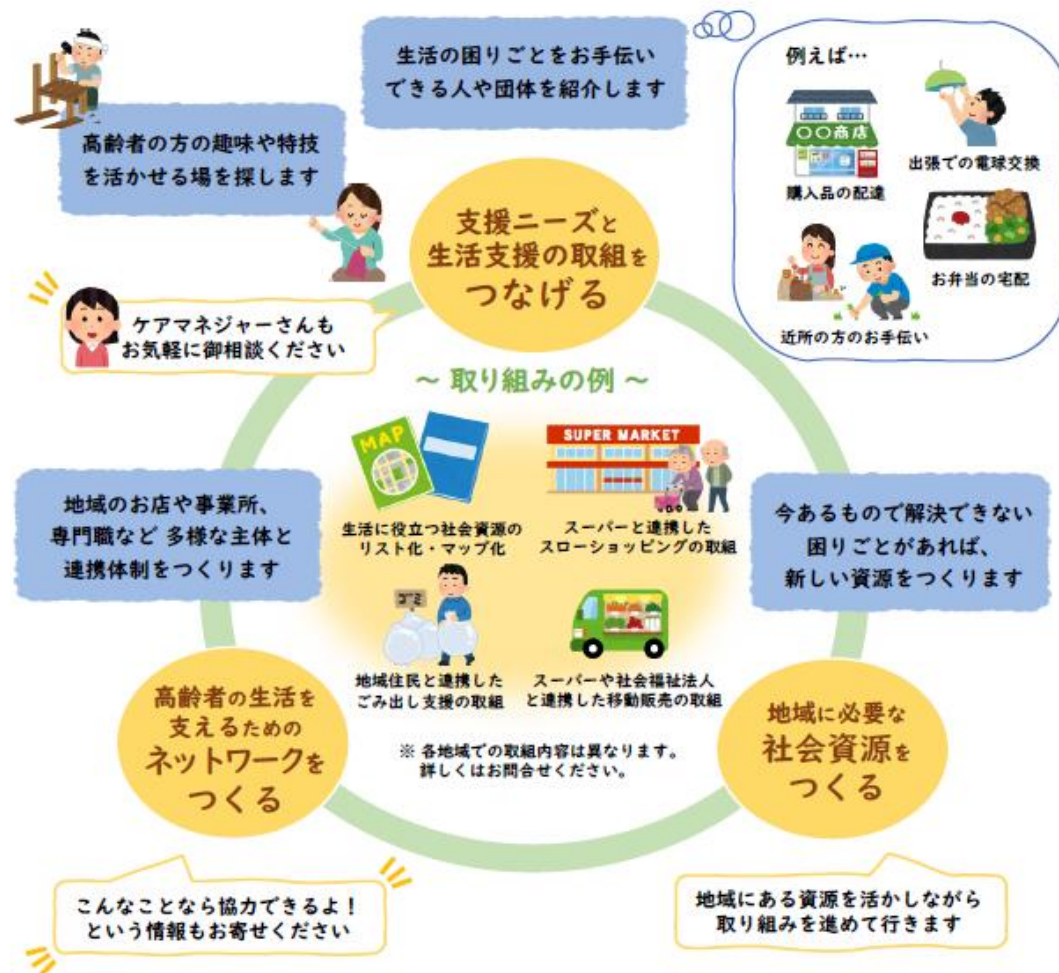 生活の困りごとをお手伝い
できる人や団体を紹介します
高齢者の方の趣味や特技
を活かせる場を探します
例えば…
〇〇商店
購入品の配達
出張での電球交換
お弁当の宅配
近所の方のお手伝い
支援ニーズと
生活支援の取組を
つなげる
ケアマネジャーさんも
お気軽に御相談ください
～ 取り組みの例 ～
MAP
生活に役立つ社会資源の
リスト化・マップ化
SUPER MARKET
スーパーと連携した
スローショッピングの取組
ゴミ
地域住民と連携した
ごみ出し支援の取組
スーパーや社会福祉法人
と連携した移動販売の取組
※ 各地域での取組内容は異なります。
詳しくはお問合せください。
地域のお店や事業所、
専門職など 多様な主体と
連携体制をつくります
今あるもので解決できない
困りごとがあれば、
新しい資源をつくります
高齢者の生活を
支えるための
ネットワークを
つくる
地域に必要な
社会資源を
つくる
こんなことなら協力できるよ！
という情報もお寄せください
地域にある資源を活かしながら
取り組みを進めて行きます